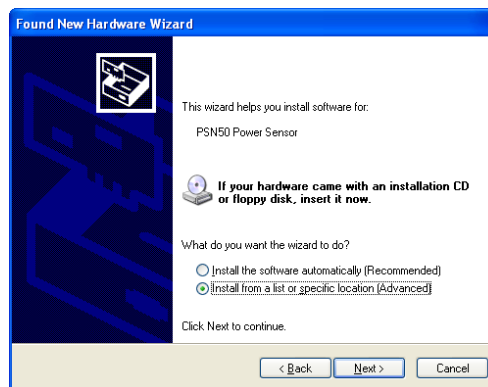 Found New Hardware Wizard
This wizard helps you install software for:
PSN50 Power Sensor
If your hardware came with an installation CD
or floppy disk, insert it now.
What do you want the wizard to do?
Install the software automatically (Recommended)
Install from a list or specific location (Advanced)
Click Next to continue.
< Back
Next >
Cancel